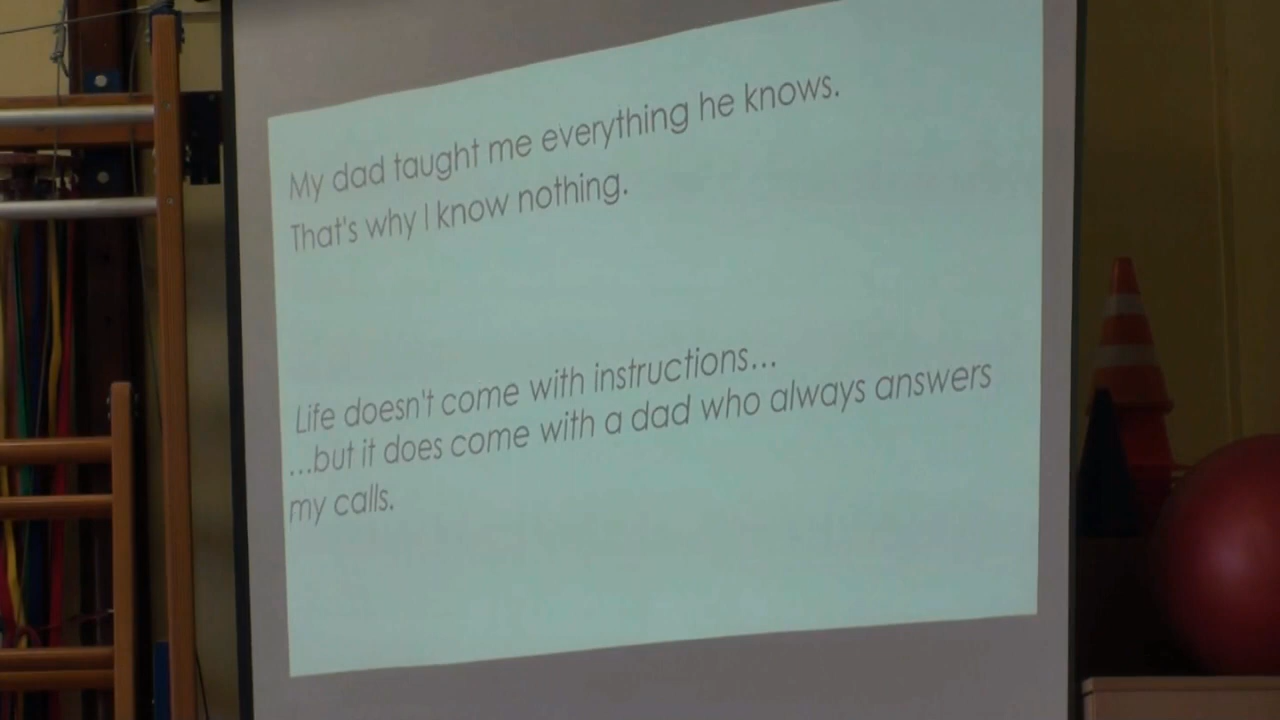 My dad taught me everything he knows.
That's why I know nothing.
Life doesn't come with instructions...
...but it does come with a dad who always answers
my calls.